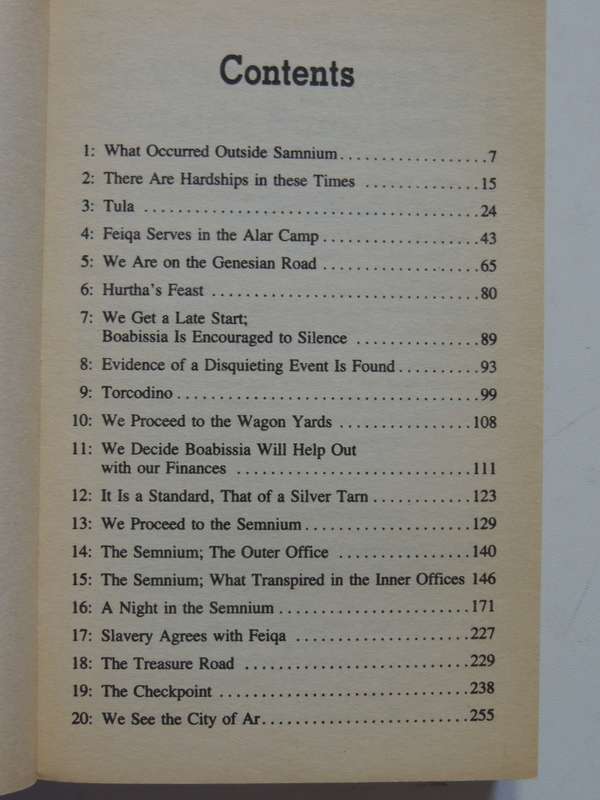 Contents
1: What Occurred Outside Samnium..................7
2: There Are Hardships in these Times ..............15
3: Tula .........................................24
4: Feiqa Serves in the Alar Camp...................43
5: We Are on the Genesian Road ...................65
6: Hurtha's Feast ................................80
7: We Get a Late Start;
Boabissia Is Encouraged to Silence ...............89
8: Evidence of a Disquieting Event Is Found..........93
9: Torcodino.....................................99
10: We Proceed to the Wagon Yards ................108
11: We Decide Boabissia Will Help Out
with our Finances ............................111
12: It Is a Standard, That of a Silver Tarn ............123
13: We Proceed to the Semnium....................129
14: The Semnium; The Outer Office ................140
15: The Semnium; What Transpired in the Inner Offices 146
16: A Night in the Semnium .......................171
17: Slavery Agrees with Feiqa .....................227
18: The Treasure Road ...........................229
19: The Checkpoint ..............................238
20: We See the City of Ar.........................255